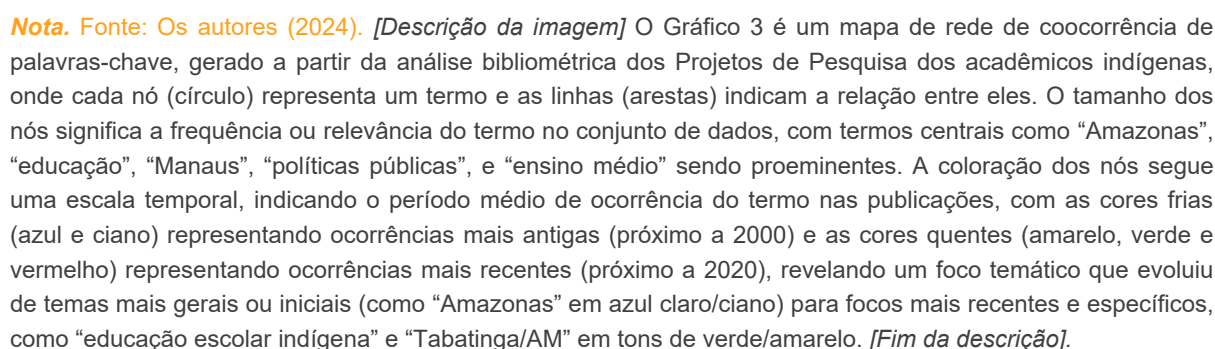 Nota. Fonte: Os autores (2024). [Descrição da imagem] O Gráfico 3 é um mapa de rede de coocorrência de
palavras-chave, gerado a partir da análise bibliométrica dos Projetos de Pesquisa dos acadêmicos indígenas,
onde cada nó (círculo) representa um termo e as linhas (arestas) indicam a relação entre eles. O tamanho dos
nós significa a frequência ou relevância do termo no conjunto de dados, com termos centrais como “Amazonas”,
“educação”, “Manaus”, “políticas públicas”, e “ensino médio” sendo proeminentes. A coloração dos nós segue
uma escala temporal, indicando o período médio de ocorrência do termo nas publicações, com as cores frias
(azul e ciano) representando ocorrências mais antigas (próximo a 2000) e as cores quentes (amarelo, verde e
vermelho) representando ocorrências mais recentes (próximo a 2020), revelando um foco temático que evoluiu
de temas mais gerais ou iniciais (como “Amazonas” em azul claro/ciano) para focos mais recentes e específicos,
como “educação escolar indígena” e “Tabatinga/AM” em tons de verde/amarelo. [Fim da descrição].